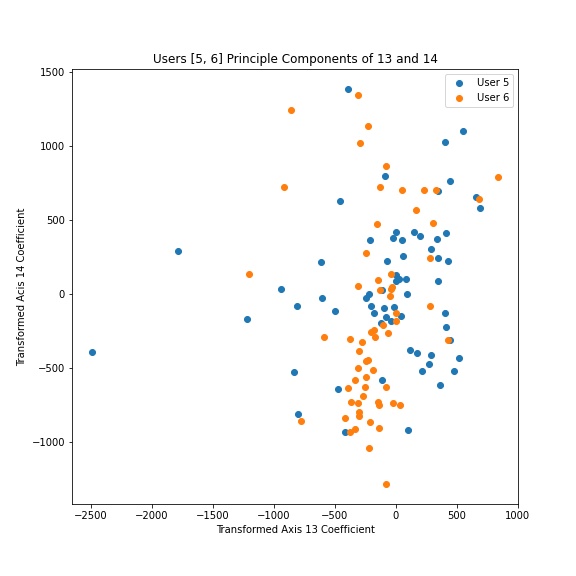 Users [5, 6] Principle Components of 13 and 14
User 5
User 6
1500
1000
500
0
−500
−1000
Transformed Acis 14 Coefficient
−2500 −2000 −1500 −1000 −500 0 500 1000
Transformed Axis 13 Coefficient